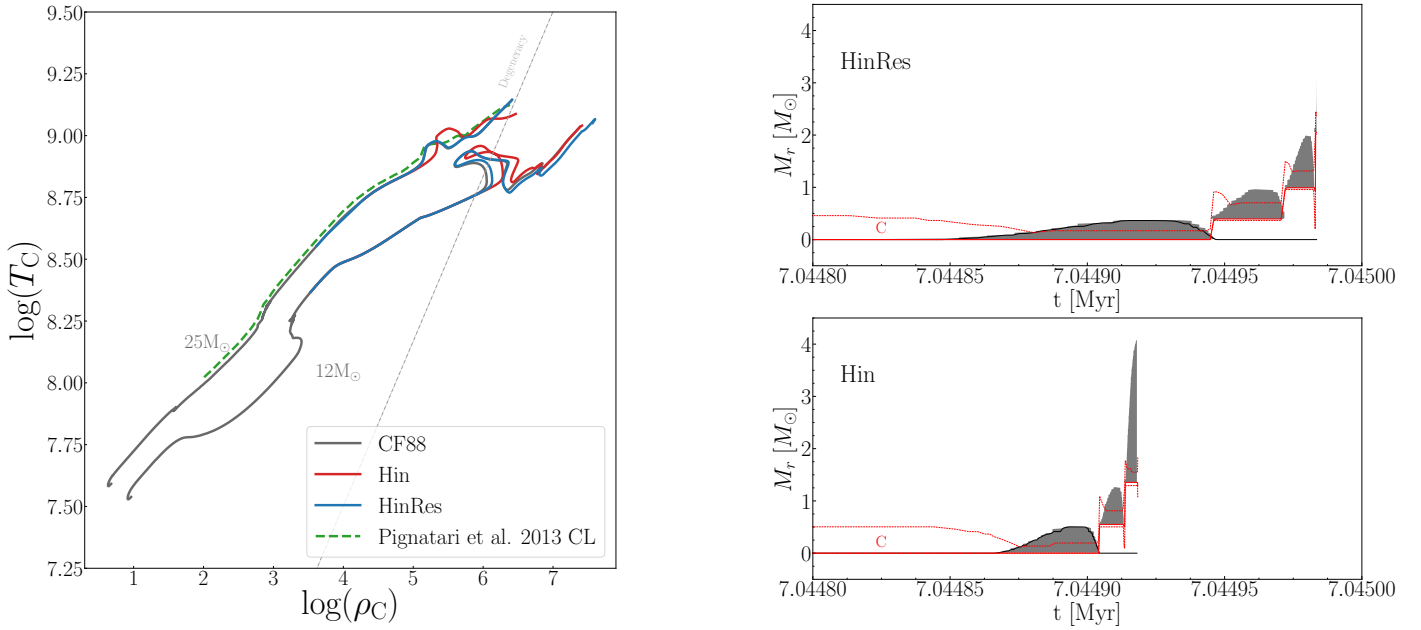 9.50
9.25
9.00
8.75
8.50
8.25
8.00
7.75
7.50
7.25
log(T_C)
Degeneracy
25M⊙
12M⊙
CF88
Hin
HinRes
Pignatari et al. 2013 CL
1 2 3 4 5 6 7
log(ρ_C)
HinRes
4
3
2
1
0
M_r [M⊙]
C
7.04480 7.04485 7.04490 7.04495 7.04500
t [Myr]
Hin
4
3
2
1
0
M_r [M⊙]
C
7.04480 7.04485 7.04490 7.04495 7.04500
t [Myr]